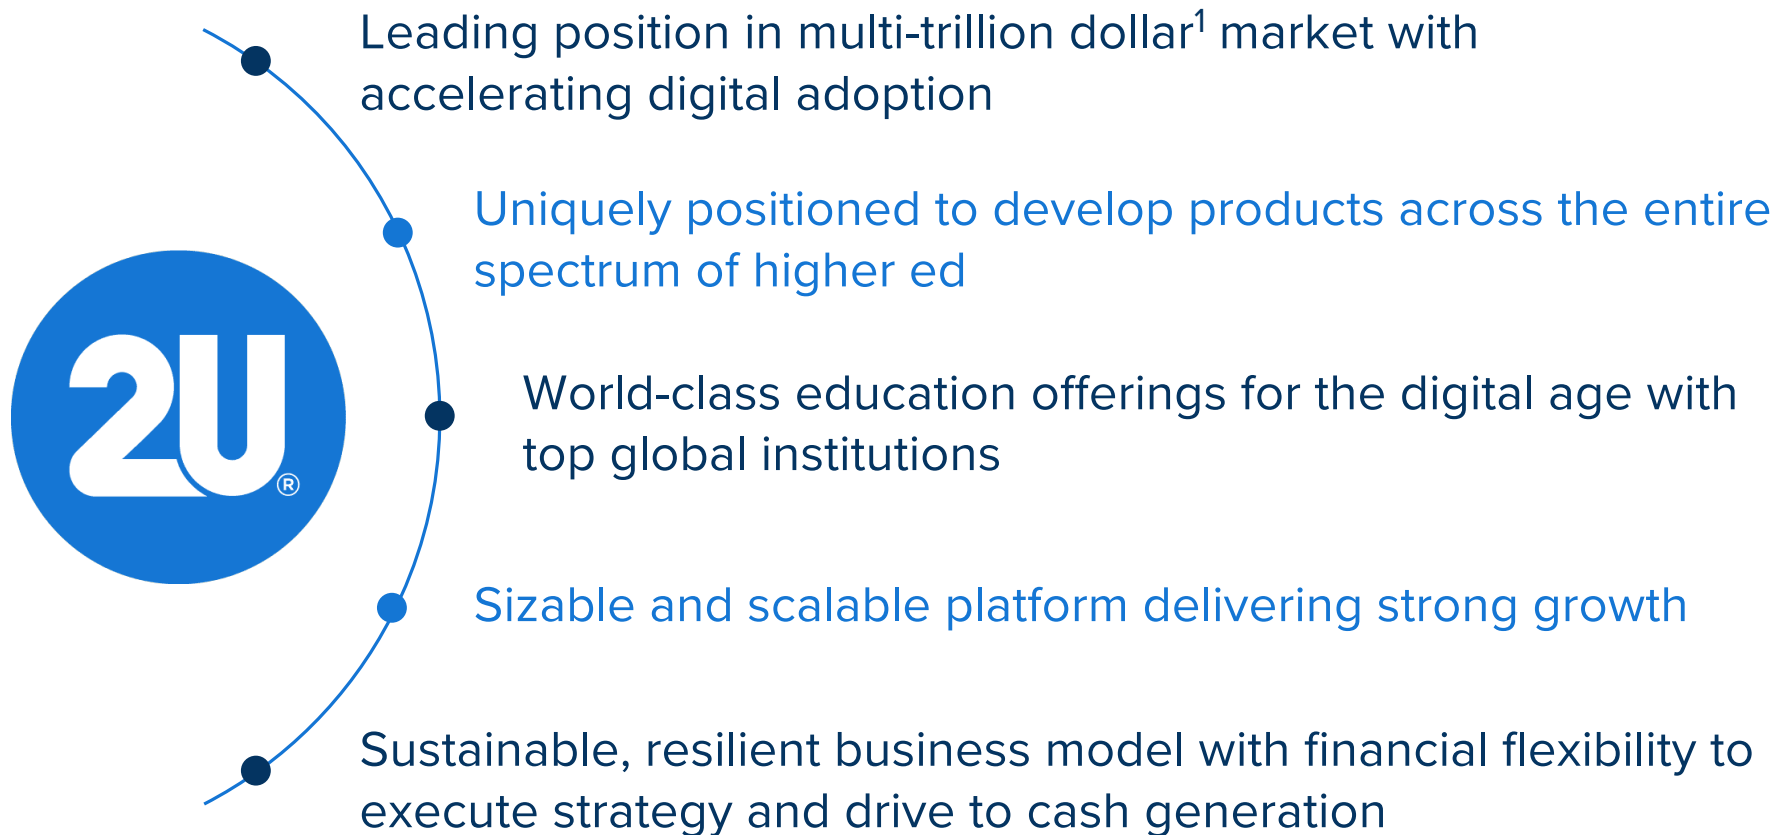 Leading position in multi-trillion dollar¹ market with
accelerating digital adoption
Uniquely positioned to develop products across the entire
spectrum of higher ed
2U®
World-class education offerings for the digital age with
top global institutions
Sizable and scalable platform delivering strong growth
Sustainable, resilient business model with financial flexibility to
execute strategy and drive to cash generation